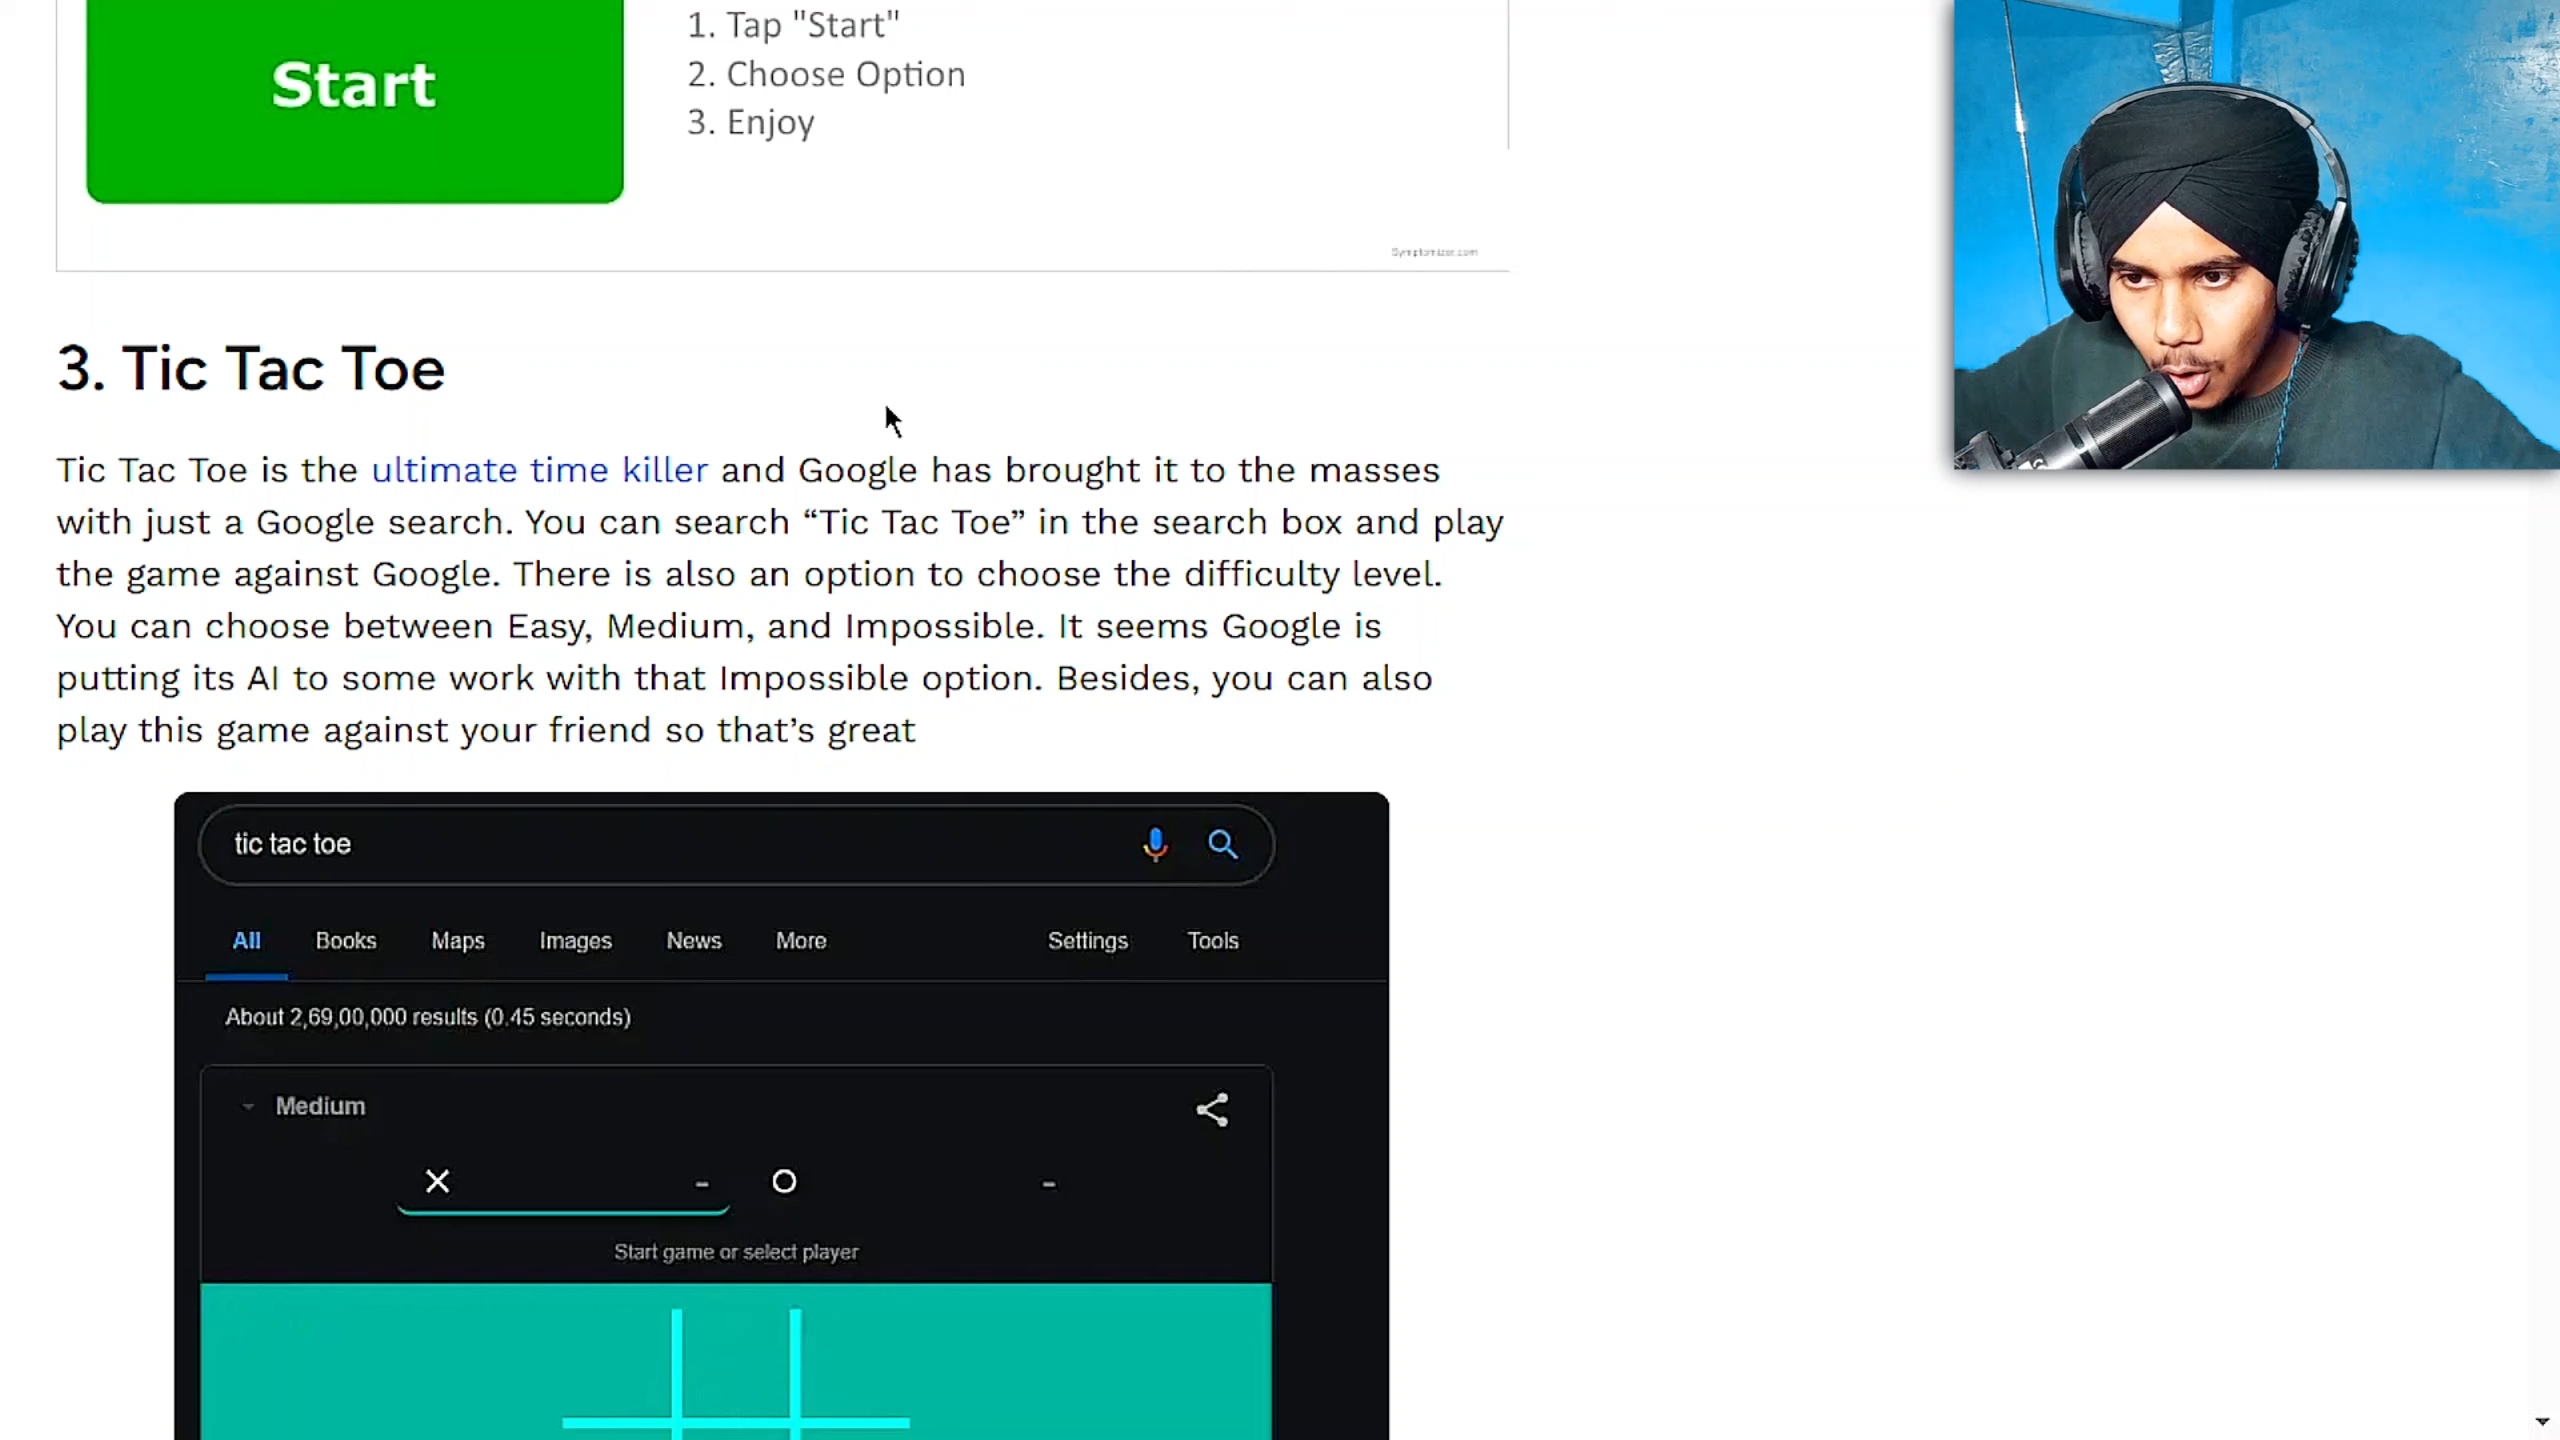 Start
1. Tap "Start"
2. Choose Option
3. Enjoy
Symptomizer.com
3. Tic Tac Toe
Tic Tac Toe is the ultimate time killer and Google has brought it to the masses
with just a Google search. You can search “Tic Tac Toe” in the search box and play
the game against Google. There is also an option to choose the difficulty level.
You can choose between Easy, Medium, and Impossible. It seems Google is
putting its AI to some work with that Impossible option. Besides, you can also
play this game against your friend so that’s great
tic tac toe
All Books Maps Images News More Settings Tools
About 2,69,00,000 results (0.45 seconds)
Medium
X - O -
Start game or select player